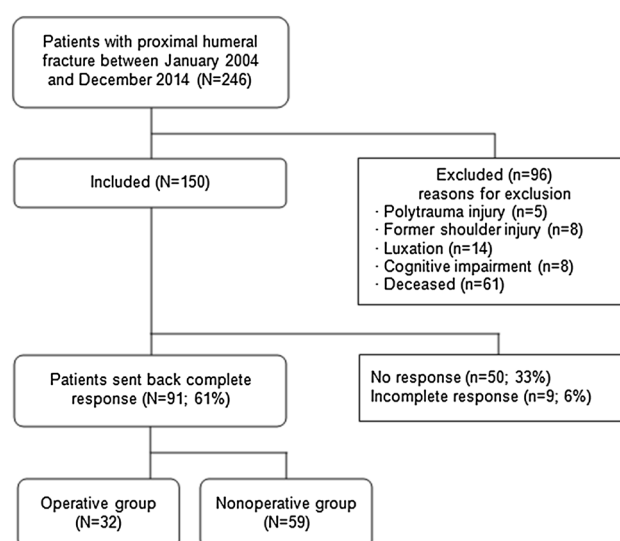 Patients with proximal humeral
fracture between January 2004
and December 2014 (N=246)
Included (N=150)
Excluded (n=96)
reasons for exclusion
· Polytrauma injury (n=5)
· Former shoulder injury (n=8)
· Luxation (n=14)
· Cognitive impairment (n=8)
· Deceased (n=61)
Patients sent back complete
response (N=91; 61%)
No response (n=50; 33%)
Incomplete response (n=9; 6%)
Operative group
(N=32)
Nonoperative group
(N=59)